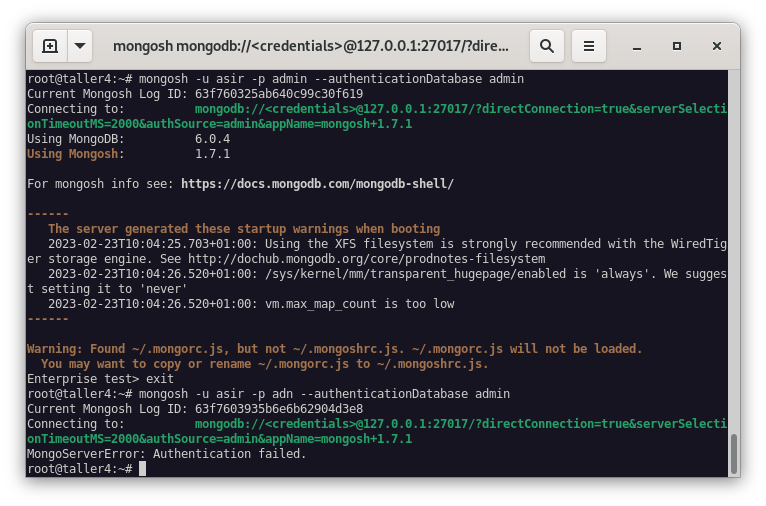 mongosh mongodb://<credentials>@127.0.0.1:27017/?dire...
root@taller4:~# mongosh -u asir -p admin --authenticationDatabase admin
Current Mongosh Log ID: 63f760325ab640c99c30f619
Connecting to:          mongodb://<credentials>@127.0.0.1:27017/?directConnection=true&serverSelecti
onTimeoutMS=2000&authSource=admin&appName=mongosh+1.7.1
Using MongoDB:          6.0.4
Using Mongosh:          1.7.1
For mongosh info see: https://docs.mongodb.com/mongodb-shell/
------
   The server generated these startup warnings when booting
   2023-02-23T10:04:25.703+01:00: Using the XFS filesystem is strongly recommended with the WiredTig
er storage engine. See http://dochub.mongodb.org/core/prodnotes-filesystem
   2023-02-23T10:04:26.520+01:00: /sys/kernel/mm/transparent_hugepage/enabled is 'always'. We sugges
t setting it to 'never'
   2023-02-23T10:04:26.520+01:00: vm.max_map_count is too low
------
Warning: Found ~/.mongorc.js, but not ~/.mongoshrc.js. ~/.mongorc.js will not be loaded.
  You may want to copy or rename ~/.mongorc.js to ~/.mongoshrc.js.
Enterprise test> exit
root@taller4:~# mongosh -u asir -p adn --authenticationDatabase admin
Current Mongosh Log ID: 63f7603935b6e6b62904d3e8
Connecting to:          mongodb://<credentials>@127.0.0.1:27017/?directConnection=true&serverSelecti
onTimeoutMS=2000&authSource=admin&appName=mongosh+1.7.1
MongoServerError: Authentication failed.
root@taller4:~#